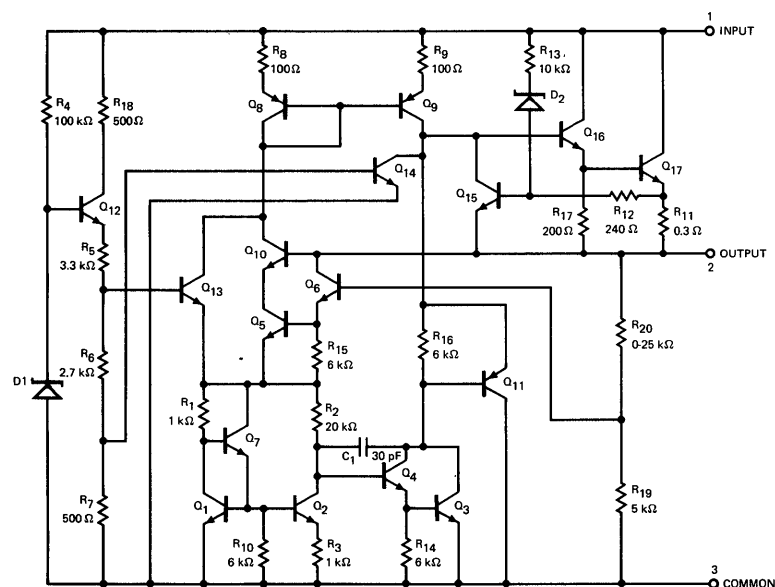 1
INPUT
R8
100 Ω
R9
100 Ω
R13
10 kΩ
R4
100 kΩ
R18
500 Ω
Q8
Q9
D2
Q16
Q14
Q17
Q12
Q15
R17
200 Ω
R12
240 Ω
R11
0.3 Ω
R5
3.3 kΩ
Q10
Q6
2
OUTPUT
Q13
Q5
R16
6 kΩ
R20
0-25 kΩ
R6
2.7 kΩ
R15
6 kΩ
Q11
D1
R1
1 kΩ
R2
20 kΩ
Q7
C1
30 pF
Q4
R7
500 Ω
Q1
Q2
Q3
R19
5 kΩ
R10
6 kΩ
R3
1 kΩ
R14
6 kΩ
3
COMMON